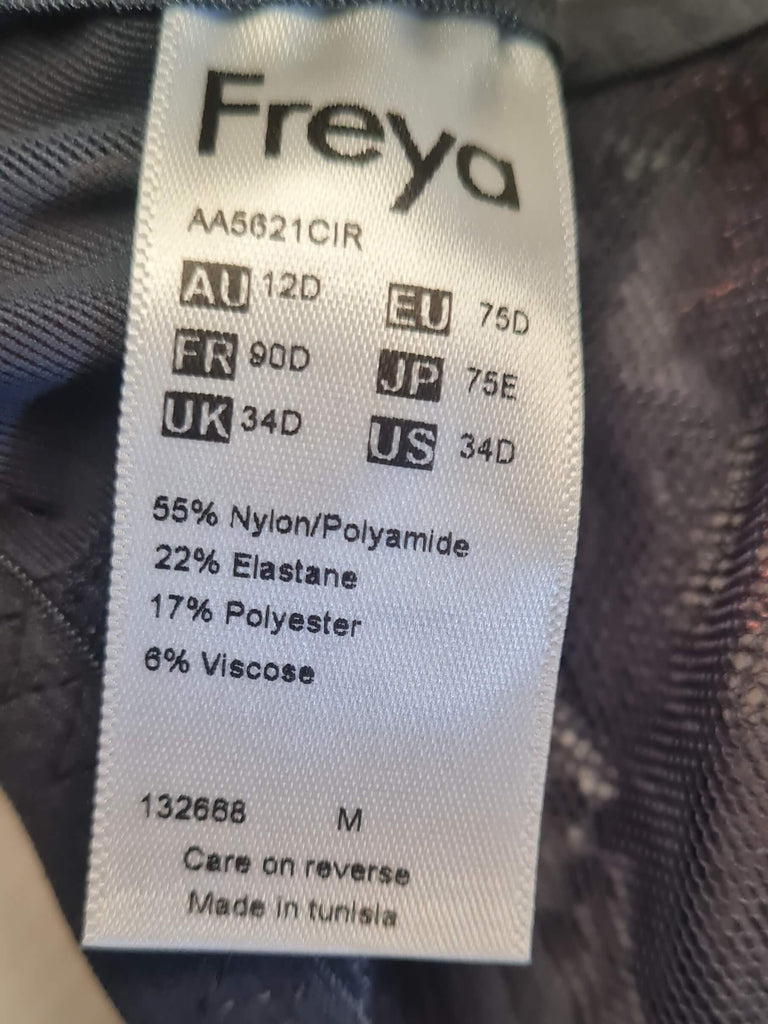 Freya
AA5621CIR
AU 12D EU 75D
FR 90D JP 75E
UK 34D US 34D
55% Nylon/Polyamide
22% Elastane
17% Polyester
6% Viscose
132668 M
Care on reverse
Made in tunisia